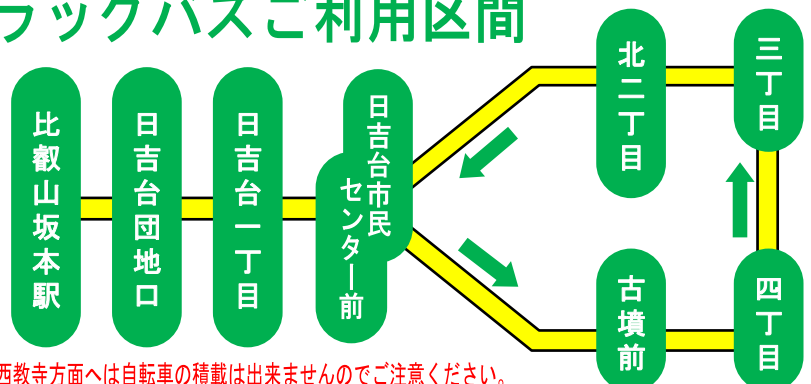 ラックバスご利用区間
比叡山坂本駅
日吉台団地口
日吉台一丁目
日吉台市民
センター前
北二丁目
三丁目
古墳前
四丁目
西教寺方面へは自転車の積載は出来ませんのでご注意ください。